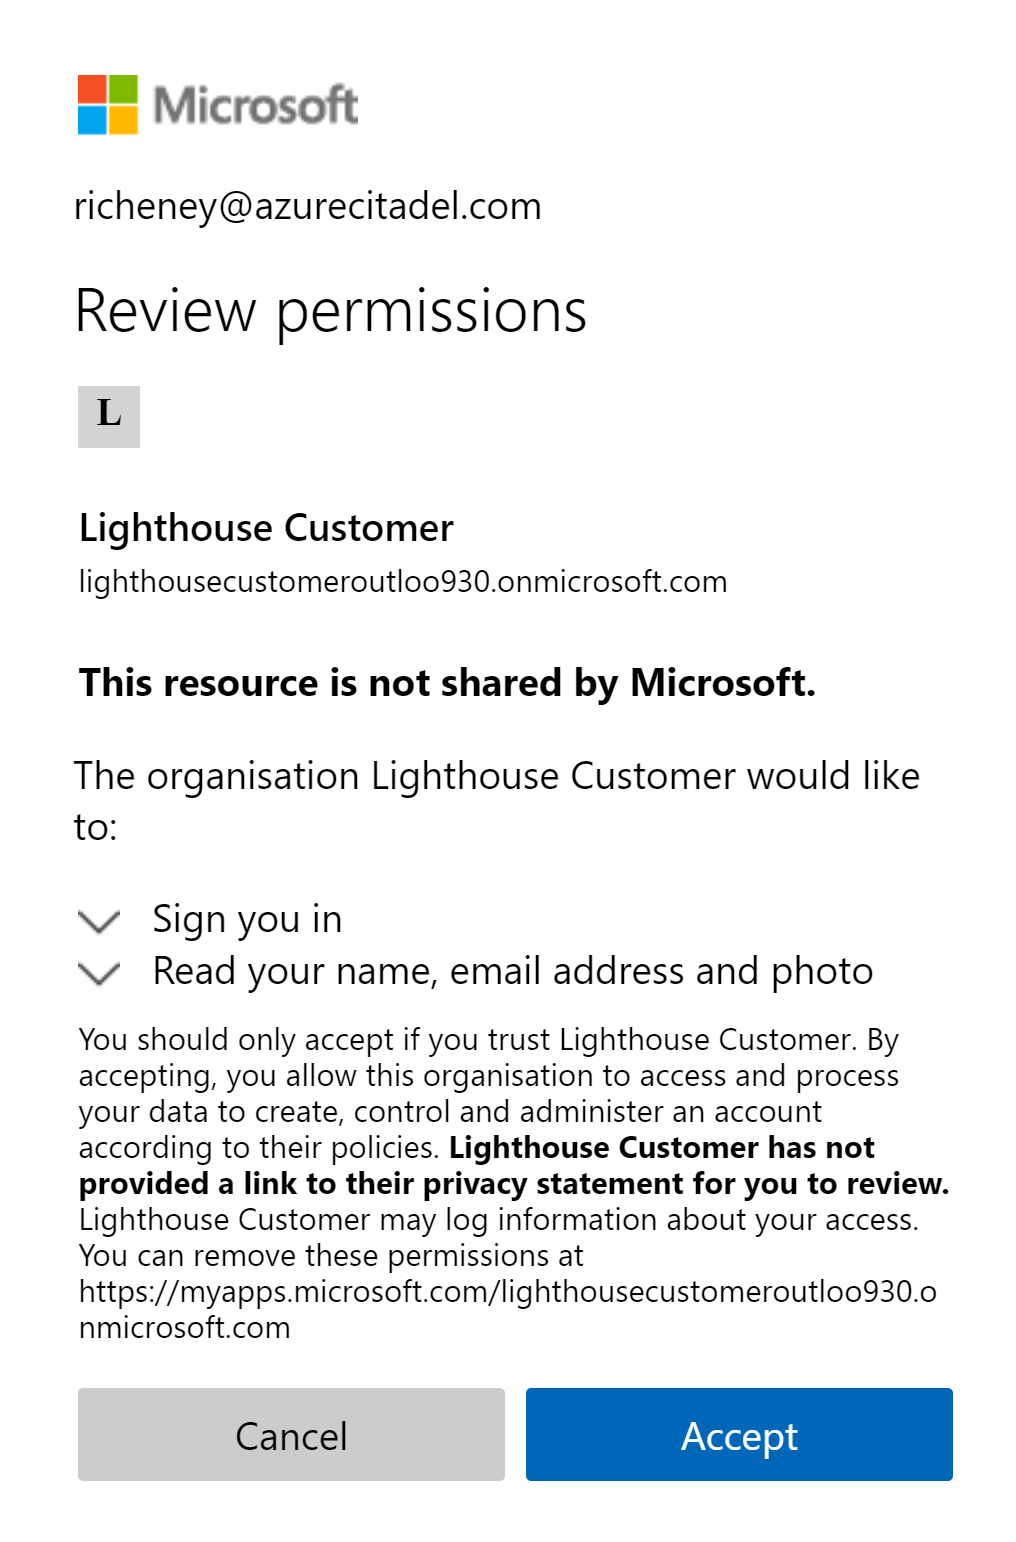 Microsoft
richeney@azurecitadel.com
Review permissions
L
Lighthouse Customer
lighthousecustomeroutloo930.onmicrosoft.com
This resource is not shared by Microsoft.
The organisation Lighthouse Customer would like
to:
Sign you in
Read your name, email address and photo
You should only accept if you trust Lighthouse Customer. By
accepting, you allow this organisation to access and process
your data to create, control and administer an account
according to their policies. Lighthouse Customer has not
provided a link to their privacy statement for you to review.
Lighthouse Customer may log information about your access.
You can remove these permissions at
https://myapps.microsoft.com/lighthousecustomeroutloo930.o
nmicrosoft.com
Cancel
Accept